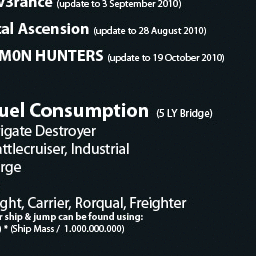 v3rance (update to 3 September 2010)
cal Ascension (update to 28 August 2010)
M0N HUNTERS (update to 19 October 2010)
uel Consumption (5 LY Bridge)
igate Destroyer
attlecruiser, Industrial
rge
ght, Carrier, Rorqual, Freighter
r ship & jump can be found using:
) * (Ship Mass / 1.000.000.000)